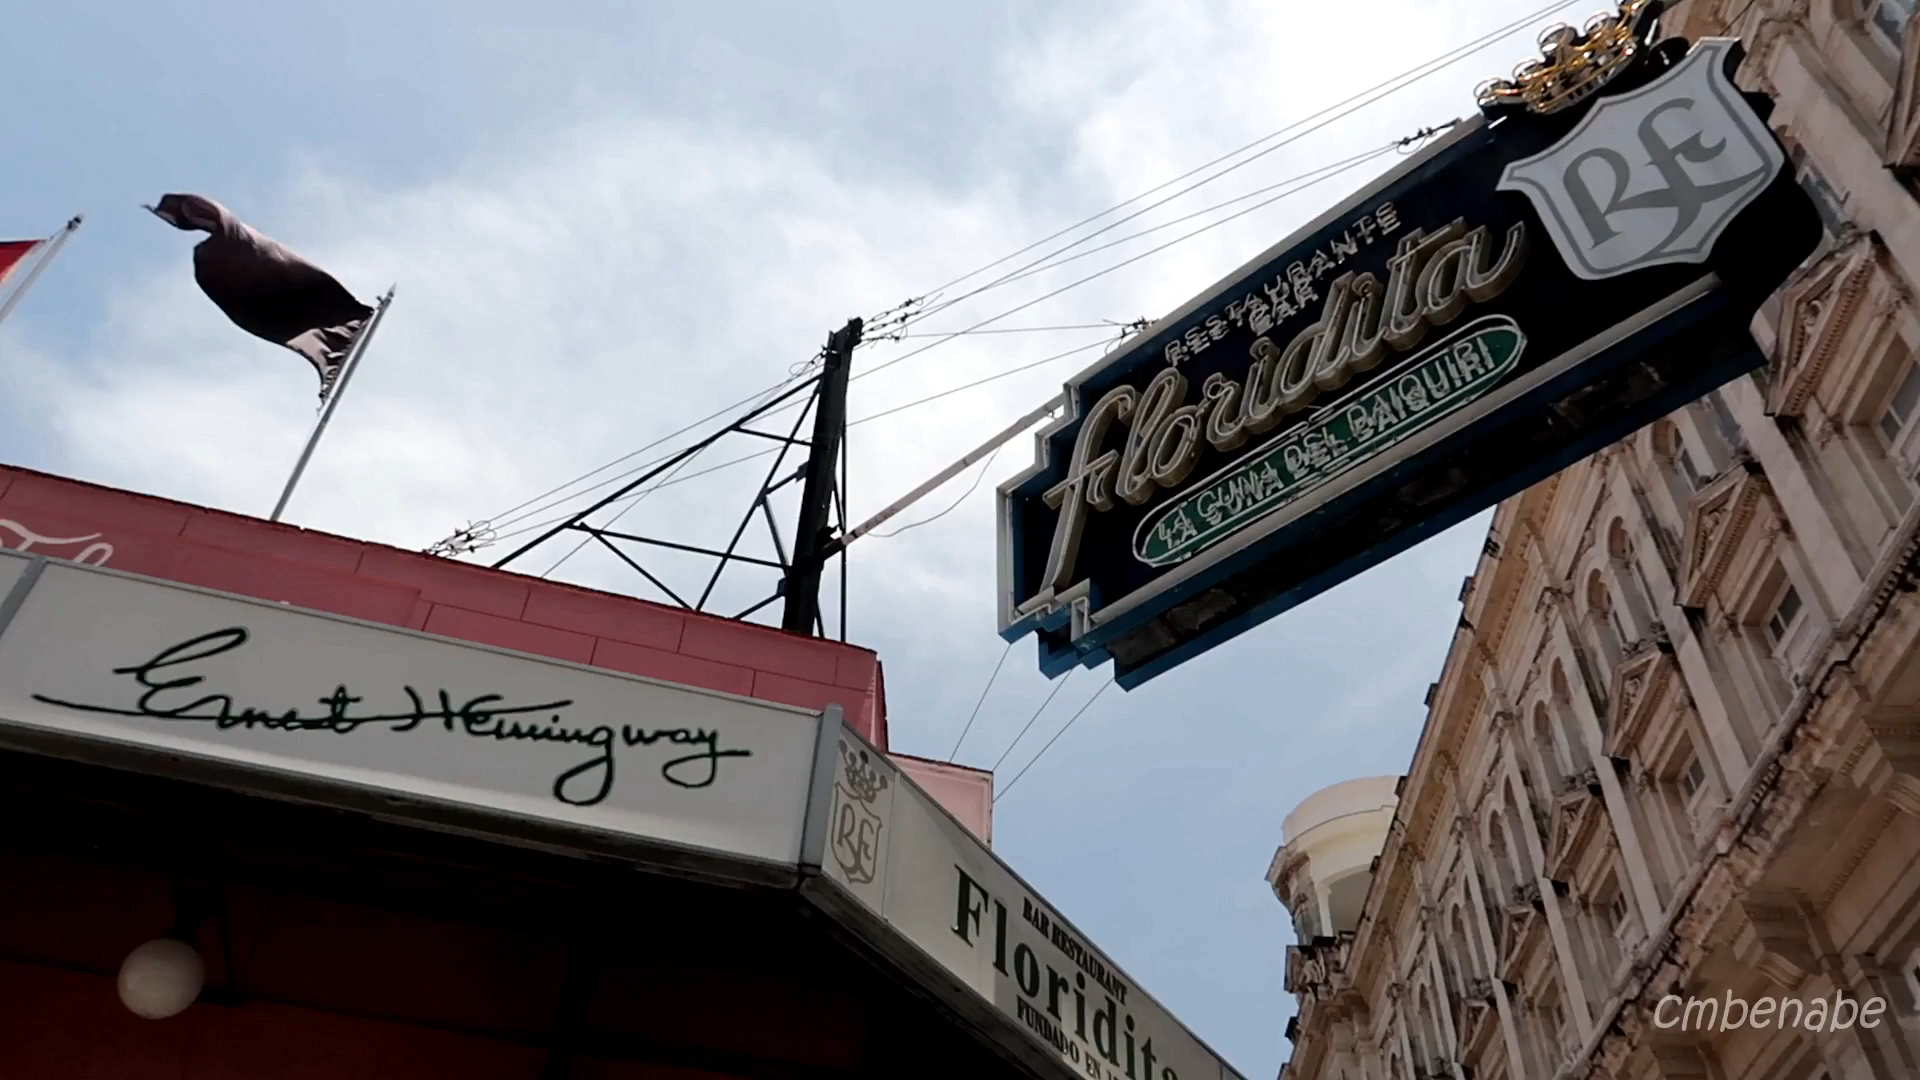 RESTAURANTE
BAR
floridita
LA CUNA DEL DAIQUIRI
RF
Ernest Hemingway
RF
BAR RESTAURANT
Floridita
FUNDADO EN
cmbenabe